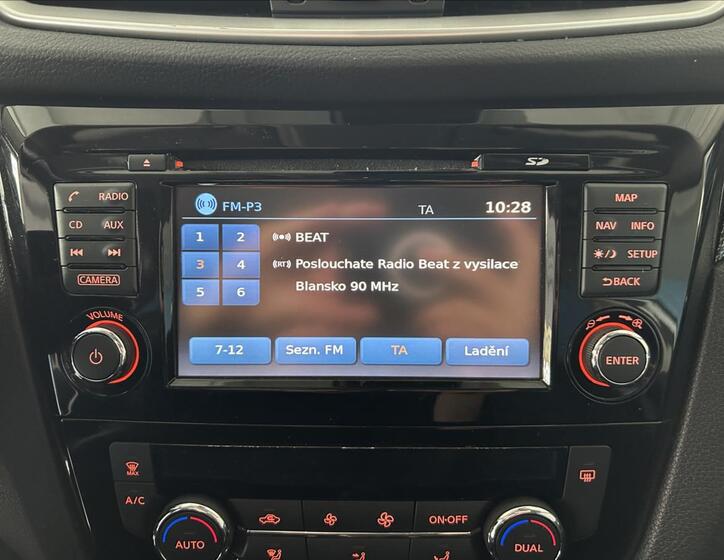 SD
FM-P3 TA 10:28
1 2 BEAT
3 4 RT Poslouchate Radio Beat z vysilace
Blansko 90 MHz
5 6
7-12 Sezn. FM TA Ladění
RADIO
CD AUX
CAMERA
VOLUME
MAP
NAV INFO
SETUP
BACK
ENTER
MAX
A/C
AUTO
ON·OFF
DUAL